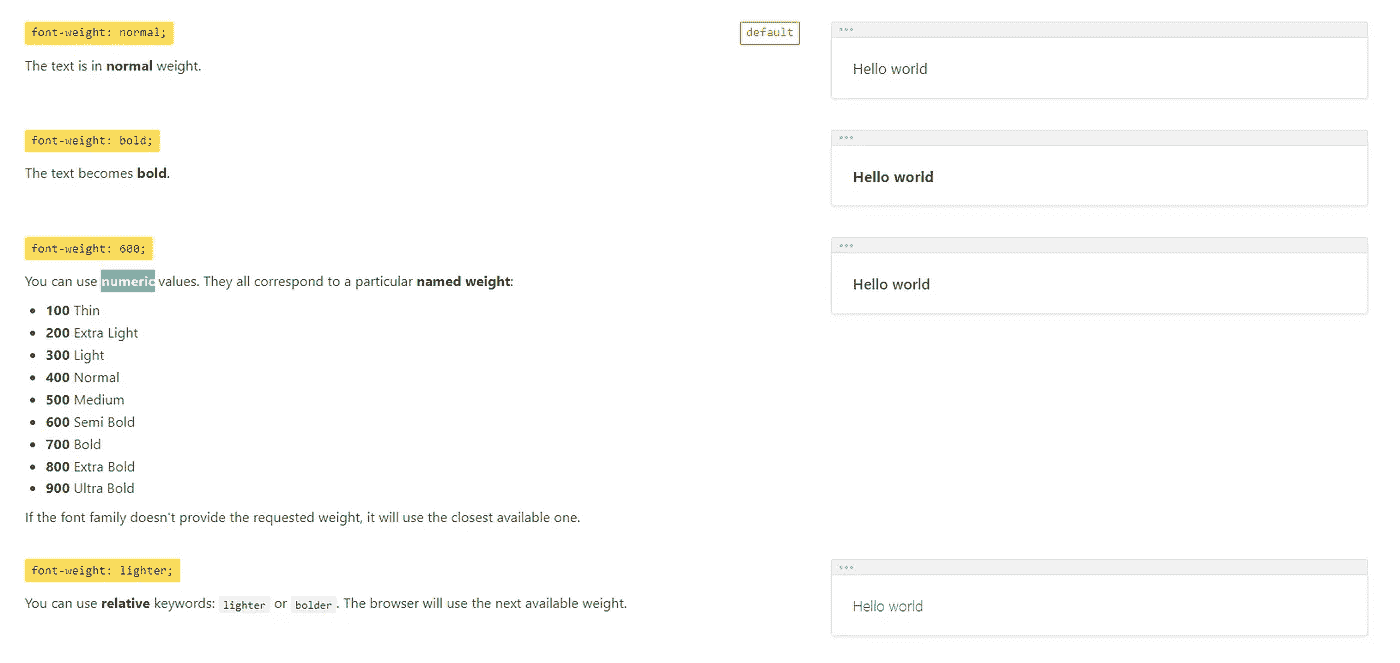 font-weight: normal;
default
The text is in normal weight.
Hello world
font-weight: bold;
The text becomes bold.
Hello world
font-weight: 600;
You can use numeric values. They all correspond to a particular named weight:
Hello world
100 Thin
200 Extra Light
300 Light
400 Normal
500 Medium
600 Semi Bold
700 Bold
800 Extra Bold
900 Ultra Bold
If the font family doesn't provide the requested weight, it will use the closest available one.
font-weight: lighter;
You can use relative keywords: lighter or bolder. The browser will use the next available weight.
Hello world